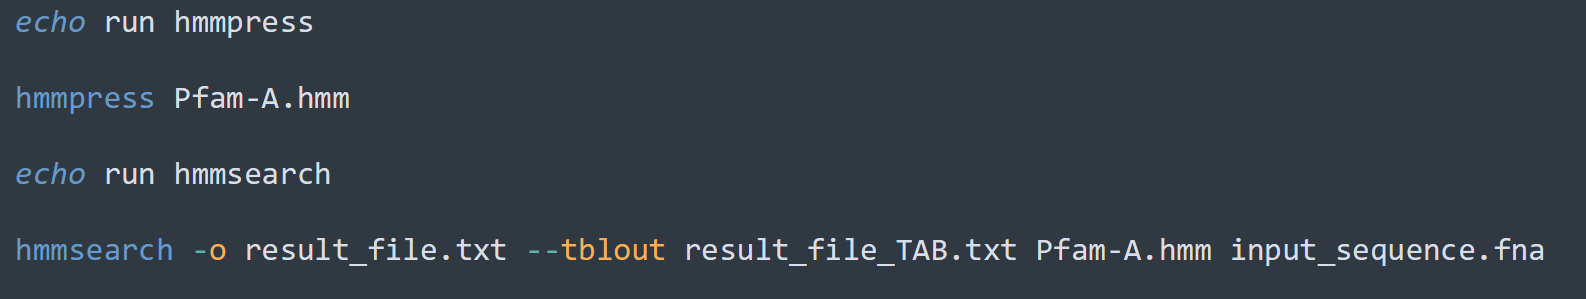 echo run hmmpress
hmmpress Pfam-A.hmm
echo run hmmsearch
hmmsearch -o result_file.txt --tblout result_file_TAB.txt Pfam-A.hmm input_sequence.fna